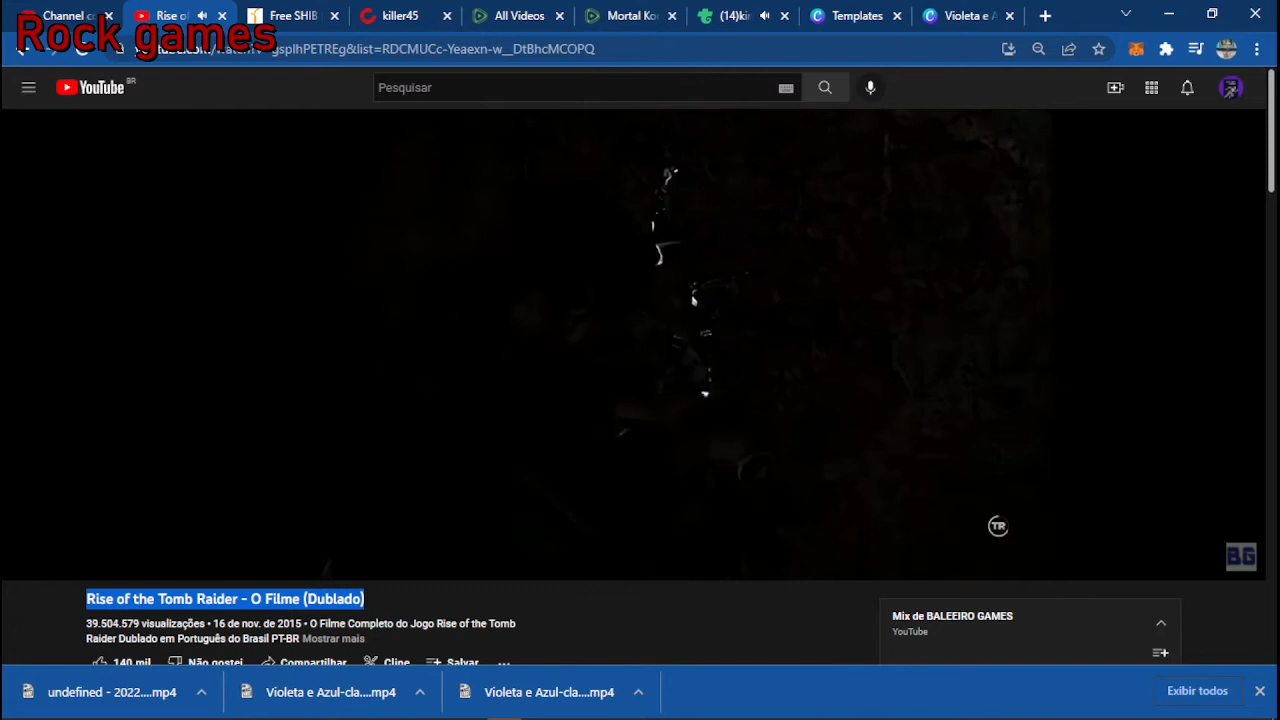 Channel c
Rise of
Free SHIB
killer45
All Videos
Mortal Ko
Templates
Violeta e A
Rock games
gsplhPETREg&list=RDCMUCc-Yeaexn-w__DtBhcMCOPQ
YouTube BR
Pesquisar
TR
BG
Rise of the Tomb Raider - O Filme (Dublado)
39.504.579 visualizações • 16 de nov. de 2015 • O Filme Completo do Jogo Rise of the Tomb
Raider Dublado em Português do Brasil PT-BR Mostrar mais
140 mil Não gostei Compartilhar Clipe Salvar ...
Mix de BALEEIRO GAMES
YouTube
undefined - 2022....mp4
Violeta e Azul-cla....mp4
Violeta e Azul-cla....mp4
Exibir todos